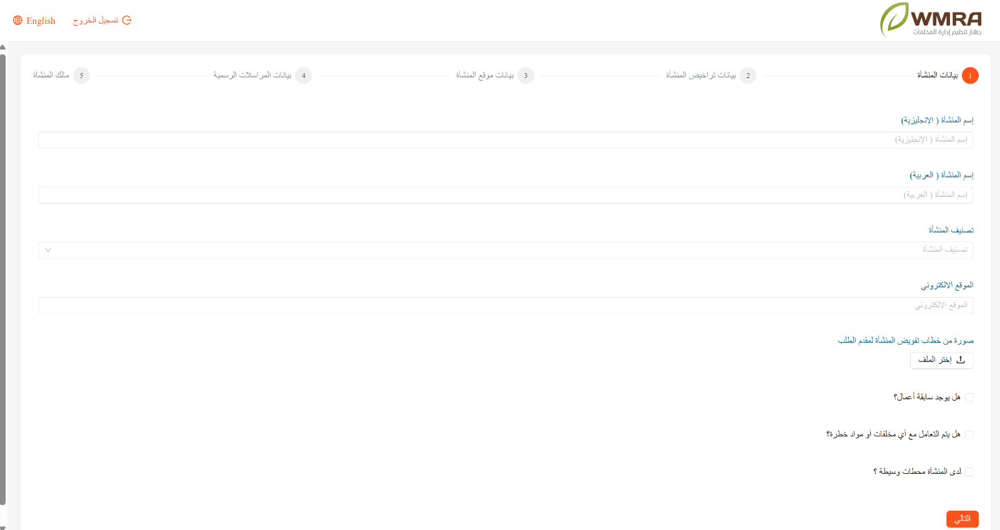 WMRA
جهاز تنظيم إدارة المخلفات
تسجيل الخروج
English
1 بيانات المنشأة
2 بيانات تراخيص المنشأة
3 بيانات موقع المنشأة
4 بيانات المراسلات الرسمية
5 مالك المنشأة
إسم المنشأة ( الإنجليزية)
إسم المنشأة ( الإنجليزية)
إسم المنشأة ( العربية)
إسم المنشأة ( العربية)
تصنيف المنشأة
تصنيف المنشأة
الموقع الالكتروني
الموقع الالكتروني
صورة من خطاب تفويض المنشأة لمقدم الطلب
إختر الملف
هل يوجد سابقة أعمال؟
هل يتم التعامل مع أي مخلفات أو مواد خطرة؟
لدى المنشأة محطات وسيطة ؟
التالي